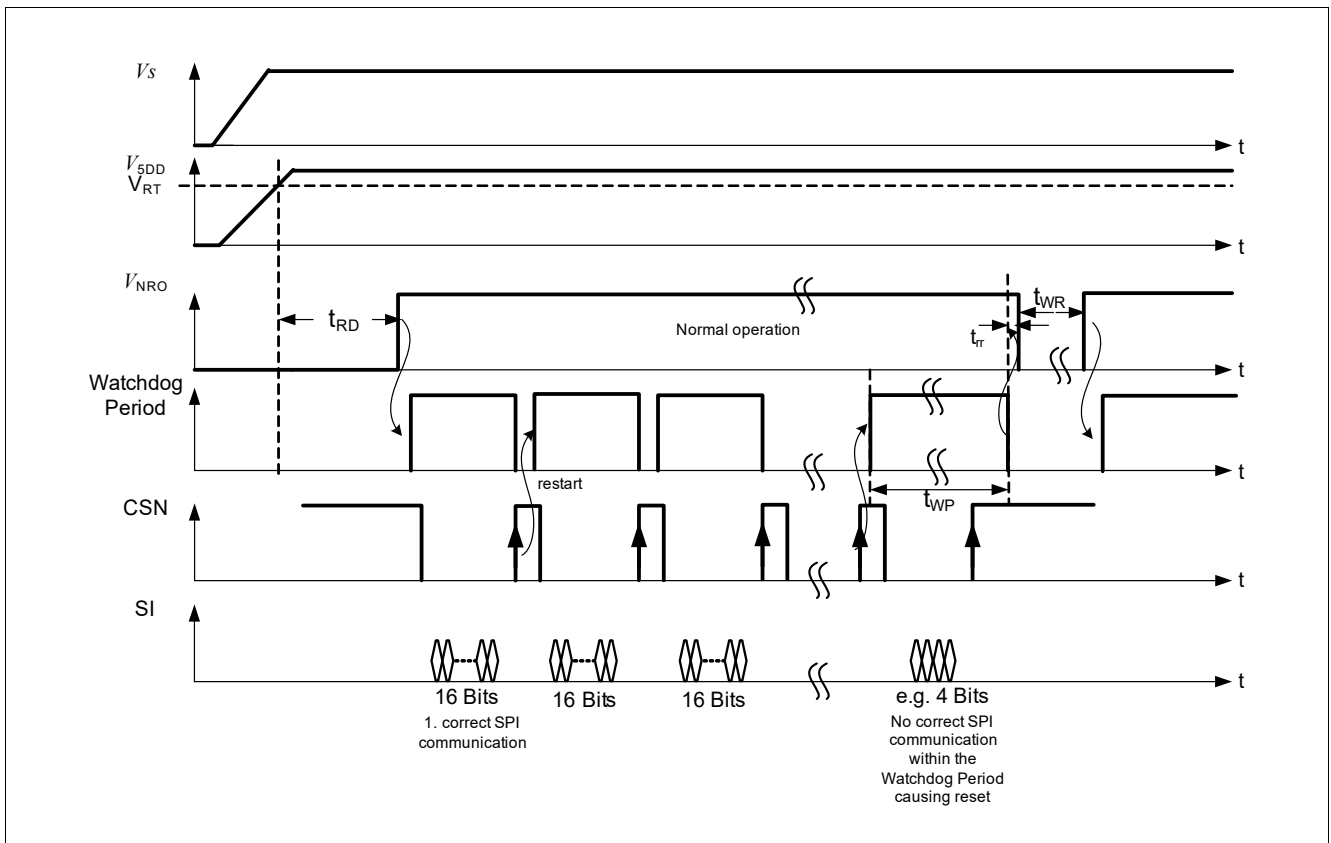 VS
t
V5DD
VRT
t
VNRO
tRD
Normal operation
tWR
trr
t
Watchdog
Period
restart
tWP
t
CSN
t
SI
t
16 Bits
16 Bits
16 Bits
e.g. 4 Bits
1. correct SPI
communication
No correct SPI
communication
within the
Watchdog Period
causing reset